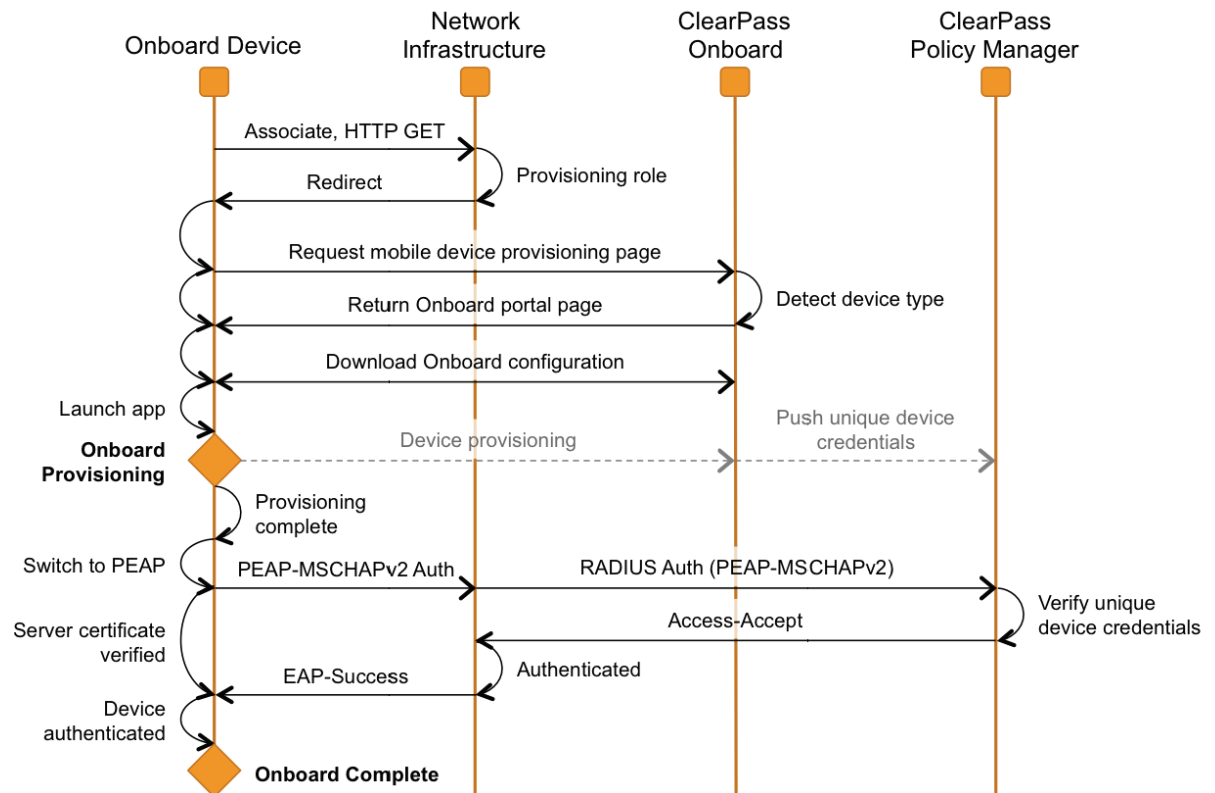 Onboard Device
Network
Infrastructure
ClearPass
Onboard
ClearPass
Policy Manager
Associate, HTTP GET
Provisioning role
Redirect
Request mobile device provisioning page
Detect device type
Return Onboard portal page
Download Onboard configuration
Launch app
Push unique device
credentials
Onboard
Provisioning
Device provisioning
Provisioning
complete
Switch to PEAP
PEAP-MSCHAPv2 Auth
RADIUS Auth (PEAP-MSCHAPv2)
Verify unique
device credentials
Access-Accept
Server certificate
verified
Authenticated
EAP-Success
Device
authenticated
Onboard Complete